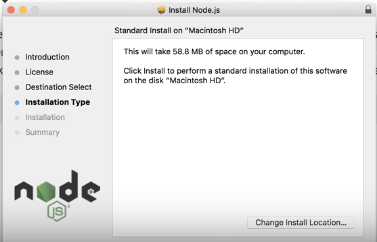 Install Node.js
Standard Install on "Macintosh HD"
Introduction
License
Destination Select
Installation Type
Installation
Summary
This will take 58.8 MB of space on your computer.
Click Install to perform a standard installation of this software
on the disk "Macintosh HD".
node
JS
Change Install Location...